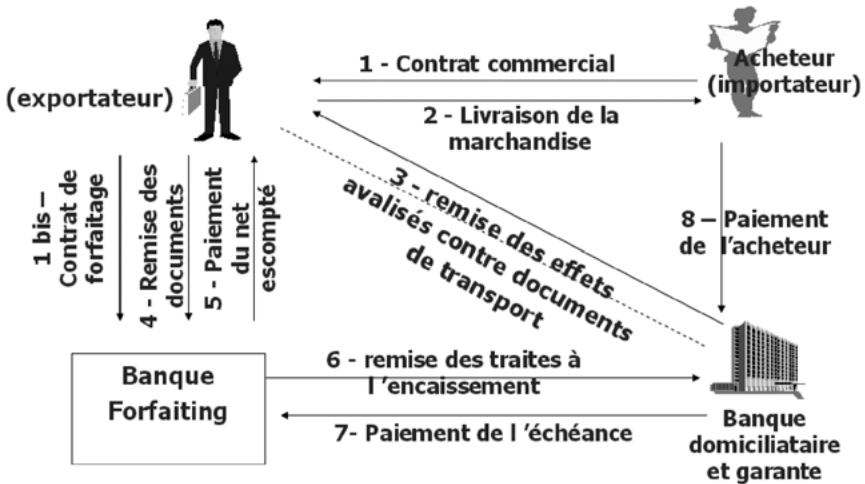 1 - Contrat commercial
Acheteur
(importateur)
(exportateur)
2 - Livraison de la
marchandise
1 bis –
Contrat de
forfaitage
4 - Remise des
documents
5 - Paiement
du net
escompté
3 - remise des effets
avalisés contre documents
de transport
8 – Paiement
de l’acheteur
Banque
Forfaiting
6 - remise des traites à
l ’encaissement
7- Paiement de l ’échéance
Banque
domiciliataire
et garante